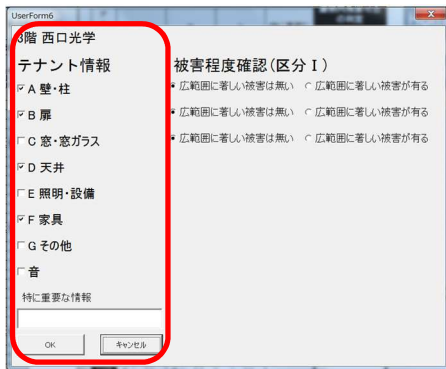 UserForm6
3階 西口光学
テナント情報
A 壁・柱
B 扉
C 窓・窓ガラス
D 天井
E 照明・設備
F 家具
G その他
音
特に重要な情報
OK キャンセル
被害程度確認(区分Ⅰ)
広範囲に著しい被害は無い 広範囲に著しい被害が有る
広範囲に著しい被害は無い 広範囲に著しい被害が有る
広範囲に著しい被害は無い 広範囲に著しい被害が有る